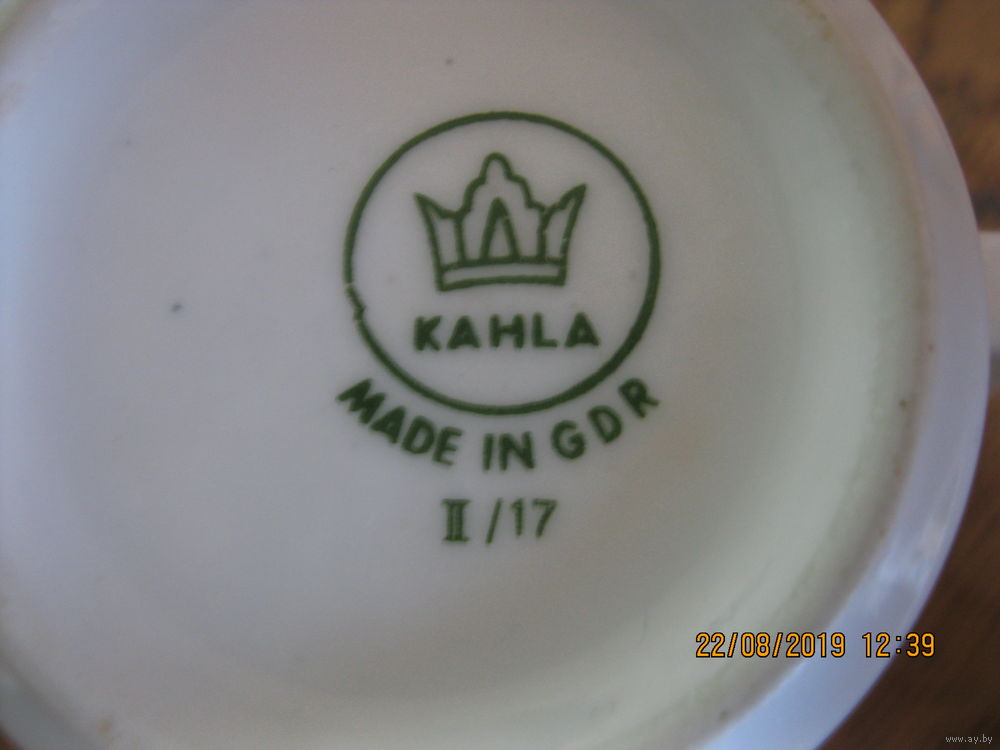 KAHLA
MADE IN GDR
II/17
22/08/2019 12:39
www.ay.by